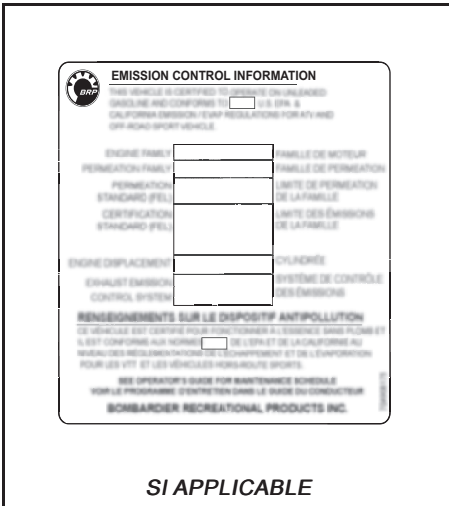 BRP
EMISSION CONTROL INFORMATION
THIS VEHICLE IS CERTIFIED TO OPERATE ON UNLEADED
GASOLINE AND CONFORMS TO U.S. EPA &
CALIFORNIA EMISSION / EVAP REGULATIONS FOR ATV AND
OFF-ROAD SPORT VEHICLE.
ENGINE FAMILY FAMILLE DE MOTEUR
PERMEATION FAMILY FAMILLE DE PERMEATION
PERMEATION LIMITE DE PERMEATION
STANDARD (FEL) DE LA FAMILLE
CERTIFICATION LIMITE DES ÉMISSIONS
STANDARD (FEL) DE LA FAMILLE
ENGINE DISPLACEMENT CYLINDRÉE
EXHAUST EMISSION SYSTÈME DE CONTRÔLE
CONTROL SYSTEM DES ÉMISSIONS
RENSEIGNEMENTS SUR LE DISPOSITIF ANTIPOLLUTION
CE VÉHICULE EST CERTIFIÉ POUR FONCTIONNER À L'ESSENCE SANS PLOMB ET
IL EST CONFORME AUX NORMES DE L'EPA ET DE LA CALIFORNIE AU
NIVEAU DES RÉGLEMENTATIONS DE L'ÉCHAPPEMENT ET DE L'ÉVAPORATION
POUR LES VTT ET LES VÉHICULES HORS-ROUTE SPORTS.
SEE OPERATOR'S GUIDE FOR MAINTENANCE SCHEDULE
VOIR LE PROGRAMME D'ENTRETIEN DANS LE GUIDE DU CONDUCTEUR
BOMBARDIER RECREATIONAL PRODUCTS INC.
SI APPLICABLE